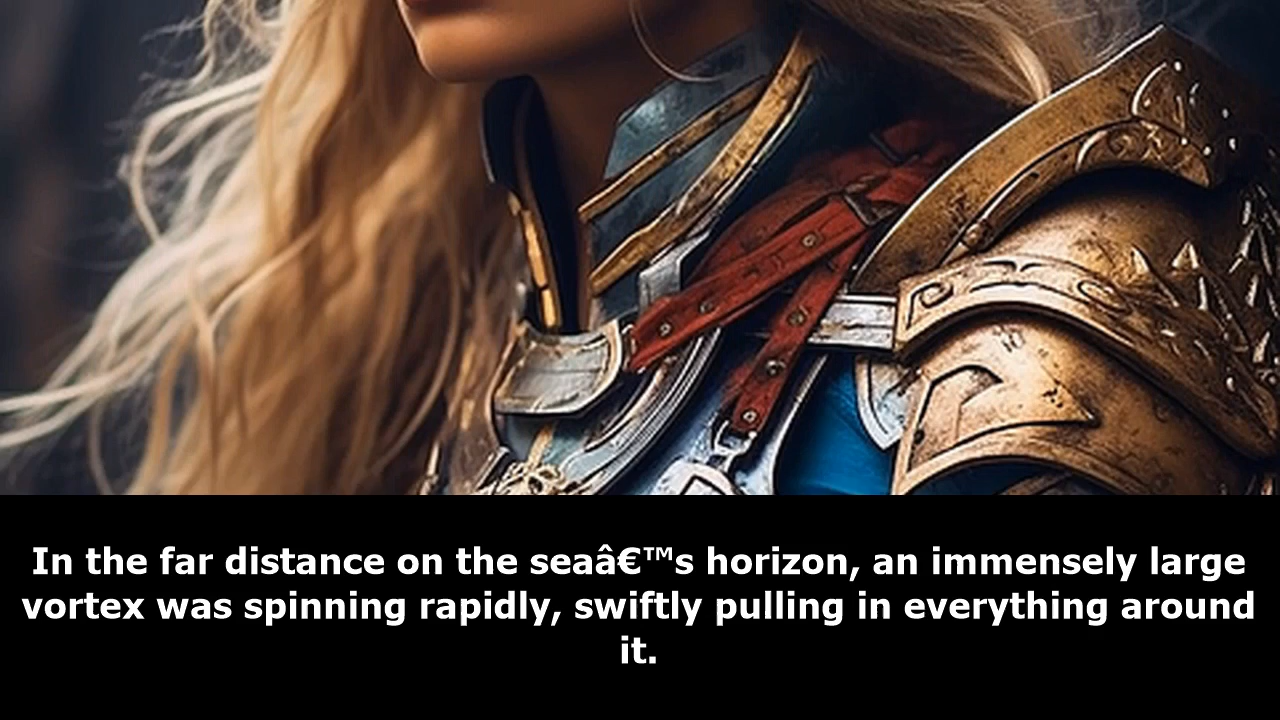 In the far distance on the seaâ€™s horizon, an immensely large
vortex was spinning rapidly, swiftly pulling in everything around
it.